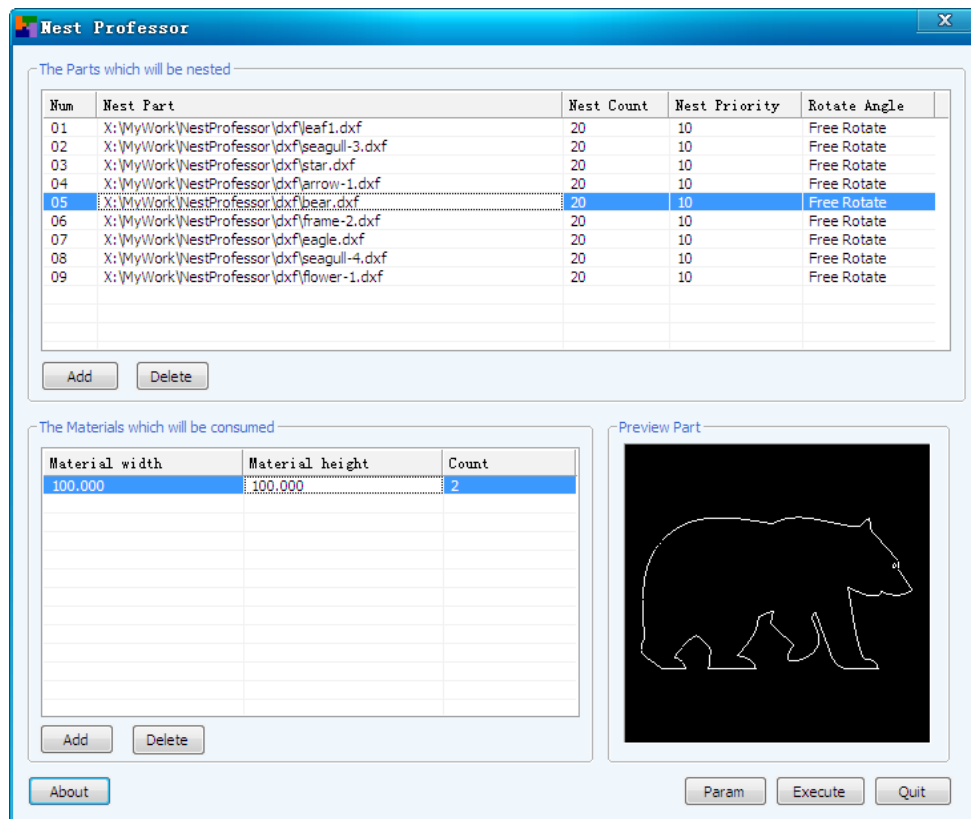 Nest Professor
The Parts which will be nested
Num Nest Part Nest Count Nest Priority Rotate Angle
01 X:\MyWork\NestProfessor\dxf\leaf1.dxf 20 10 Free Rotate
02 X:\MyWork\NestProfessor\dxf\seagull-3.dxf 20 10 Free Rotate
03 X:\MyWork\NestProfessor\dxf\star.dxf 20 10 Free Rotate
04 X:\MyWork\NestProfessor\dxf\arrow-1.dxf 20 10 Free Rotate
05 X:\MyWork\NestProfessor\dxf\bear.dxf 20 10 Free Rotate
06 X:\MyWork\NestProfessor\dxf\frame-2.dxf 20 10 Free Rotate
07 X:\MyWork\NestProfessor\dxf\eagle.dxf 20 10 Free Rotate
08 X:\MyWork\NestProfessor\dxf\seagull-4.dxf 20 10 Free Rotate
09 X:\MyWork\NestProfessor\dxf\flower-1.dxf 20 10 Free Rotate
Add Delete
The Materials which will be consumed
Material width Material height Count
100.000 100.000 2
Add Delete
Preview Part
About Param Execute Quit